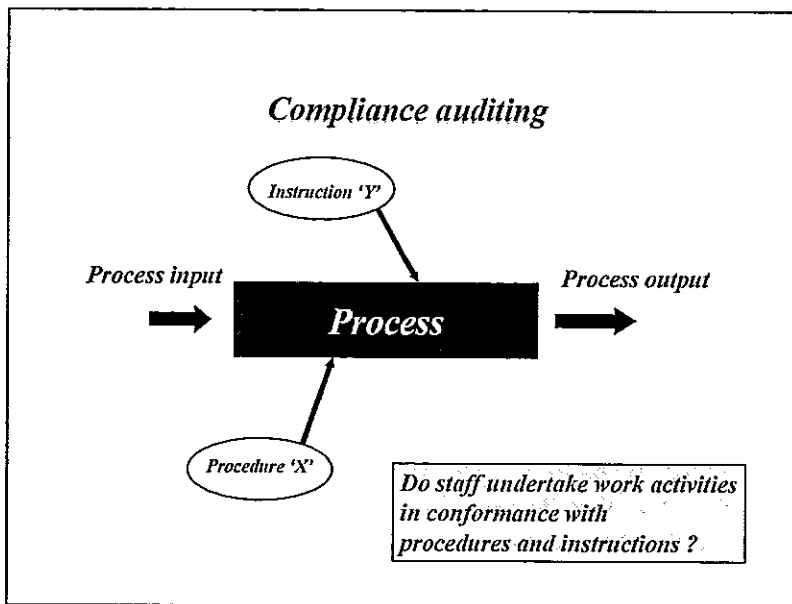 Compliance auditing
Instruction ‘Y’
Process input
Process output
Process
Procedure ‘X’
Do staff undertake work activities
in conformance with
procedures and instructions ?